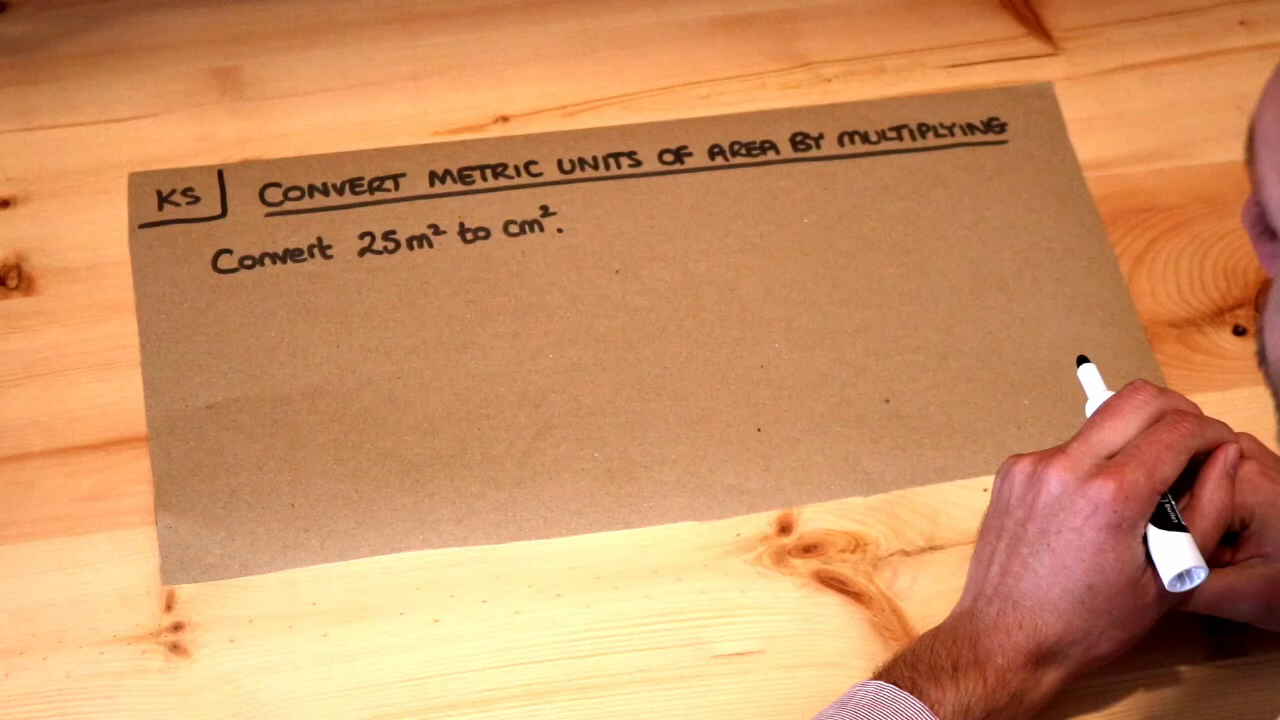 KS CONVERT METRIC UNITS OF AREA BY MULTIPLYING
Convert 25m² to cm².